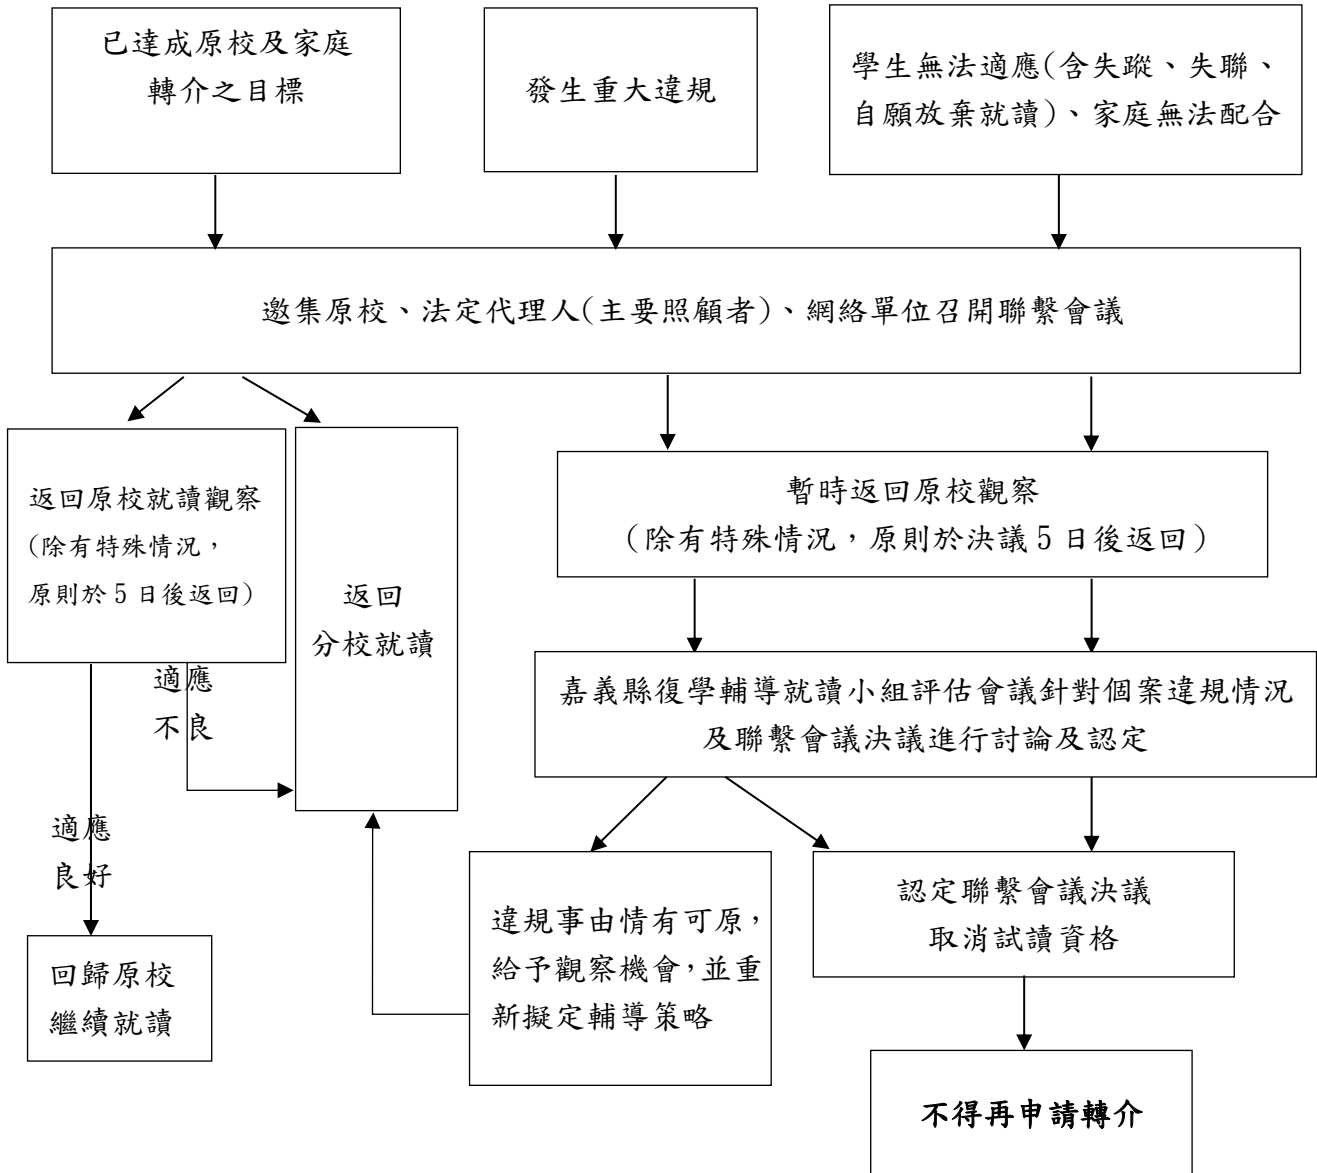 已達成原校及家庭
轉介之目標
發生重大違規
學生無法適應(含失蹤、失聯、
自願放棄就讀)、家庭無法配合
邀集原校、法定代理人(主要照顧者)、網絡單位召開聯繫會議
返回原校就讀觀察
(除有特殊情況，
原則於 5 日後返回)
返回
分校就讀
暫時返回原校觀察
(除有特殊情況，原則於決議 5 日後返回)
適應
不良
嘉義縣復學輔導就讀小組評估會議針對個案違規情況
及聯繫會議決議進行討論及認定
適應
良好
回歸原校
繼續就讀
違規事由情有可原，
給予觀察機會，並重
新擬定輔導策略
認定聯繫會議決議
取消試讀資格
不得再申請轉介